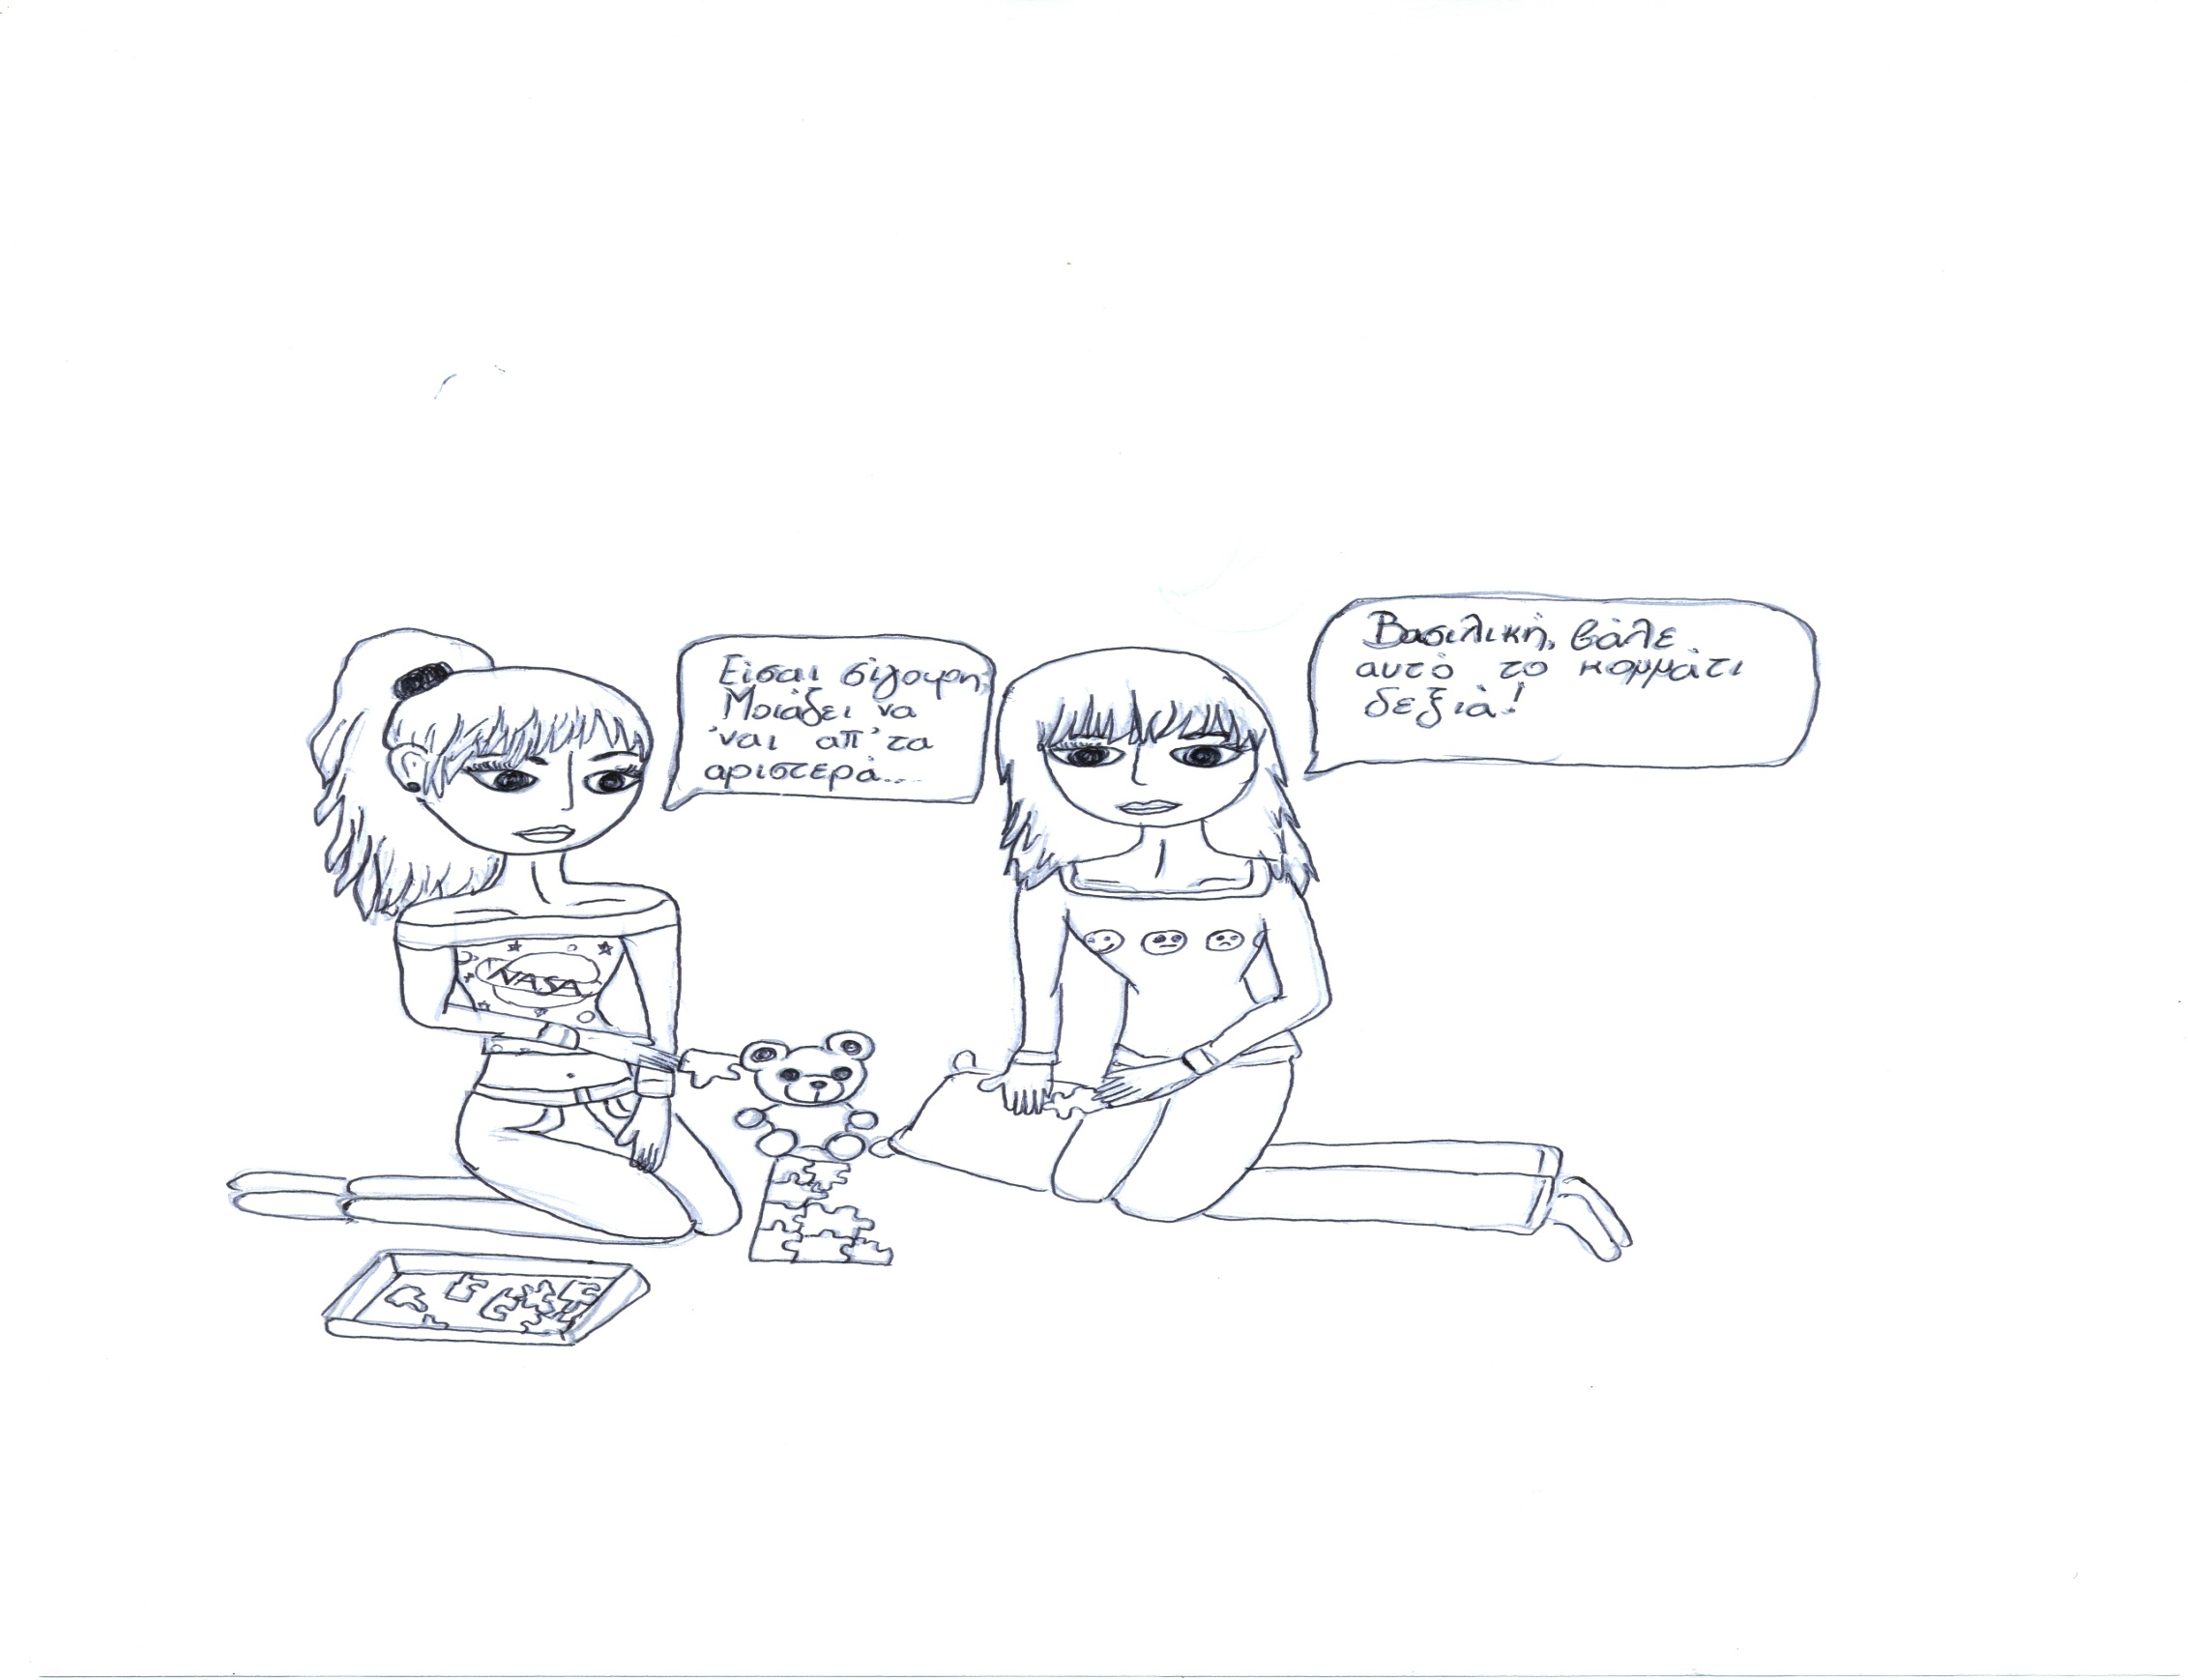 Είσαι σίγουρη;
Μοιάζει να
'ναι απ' τα
αριστερά...
Βασιλική, βάλε
αυτό το κομμάτι
δεξιά!
NASA